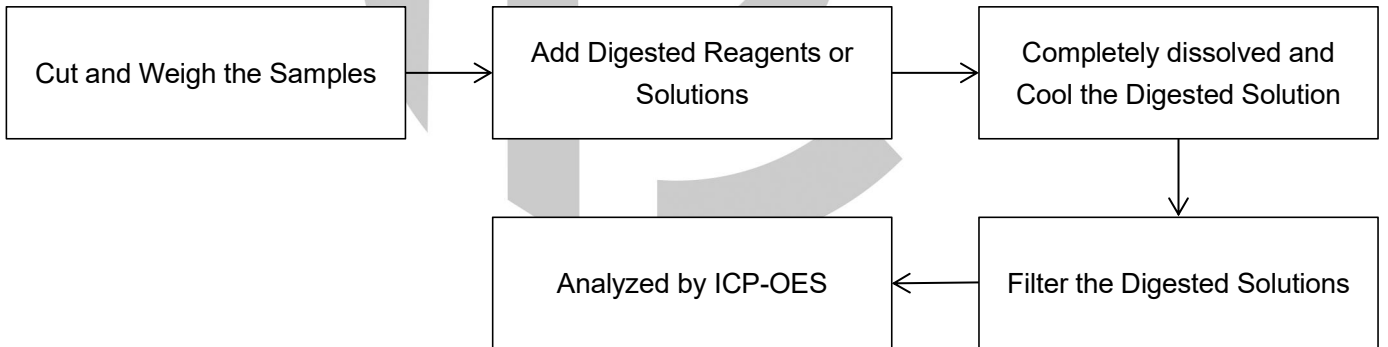 Cut and Weigh the Samples
Add Digested Reagents or
Solutions
Completely dissolved and
Cool the Digested Solution
Filter the Digested Solutions
Analyzed by ICP-OES